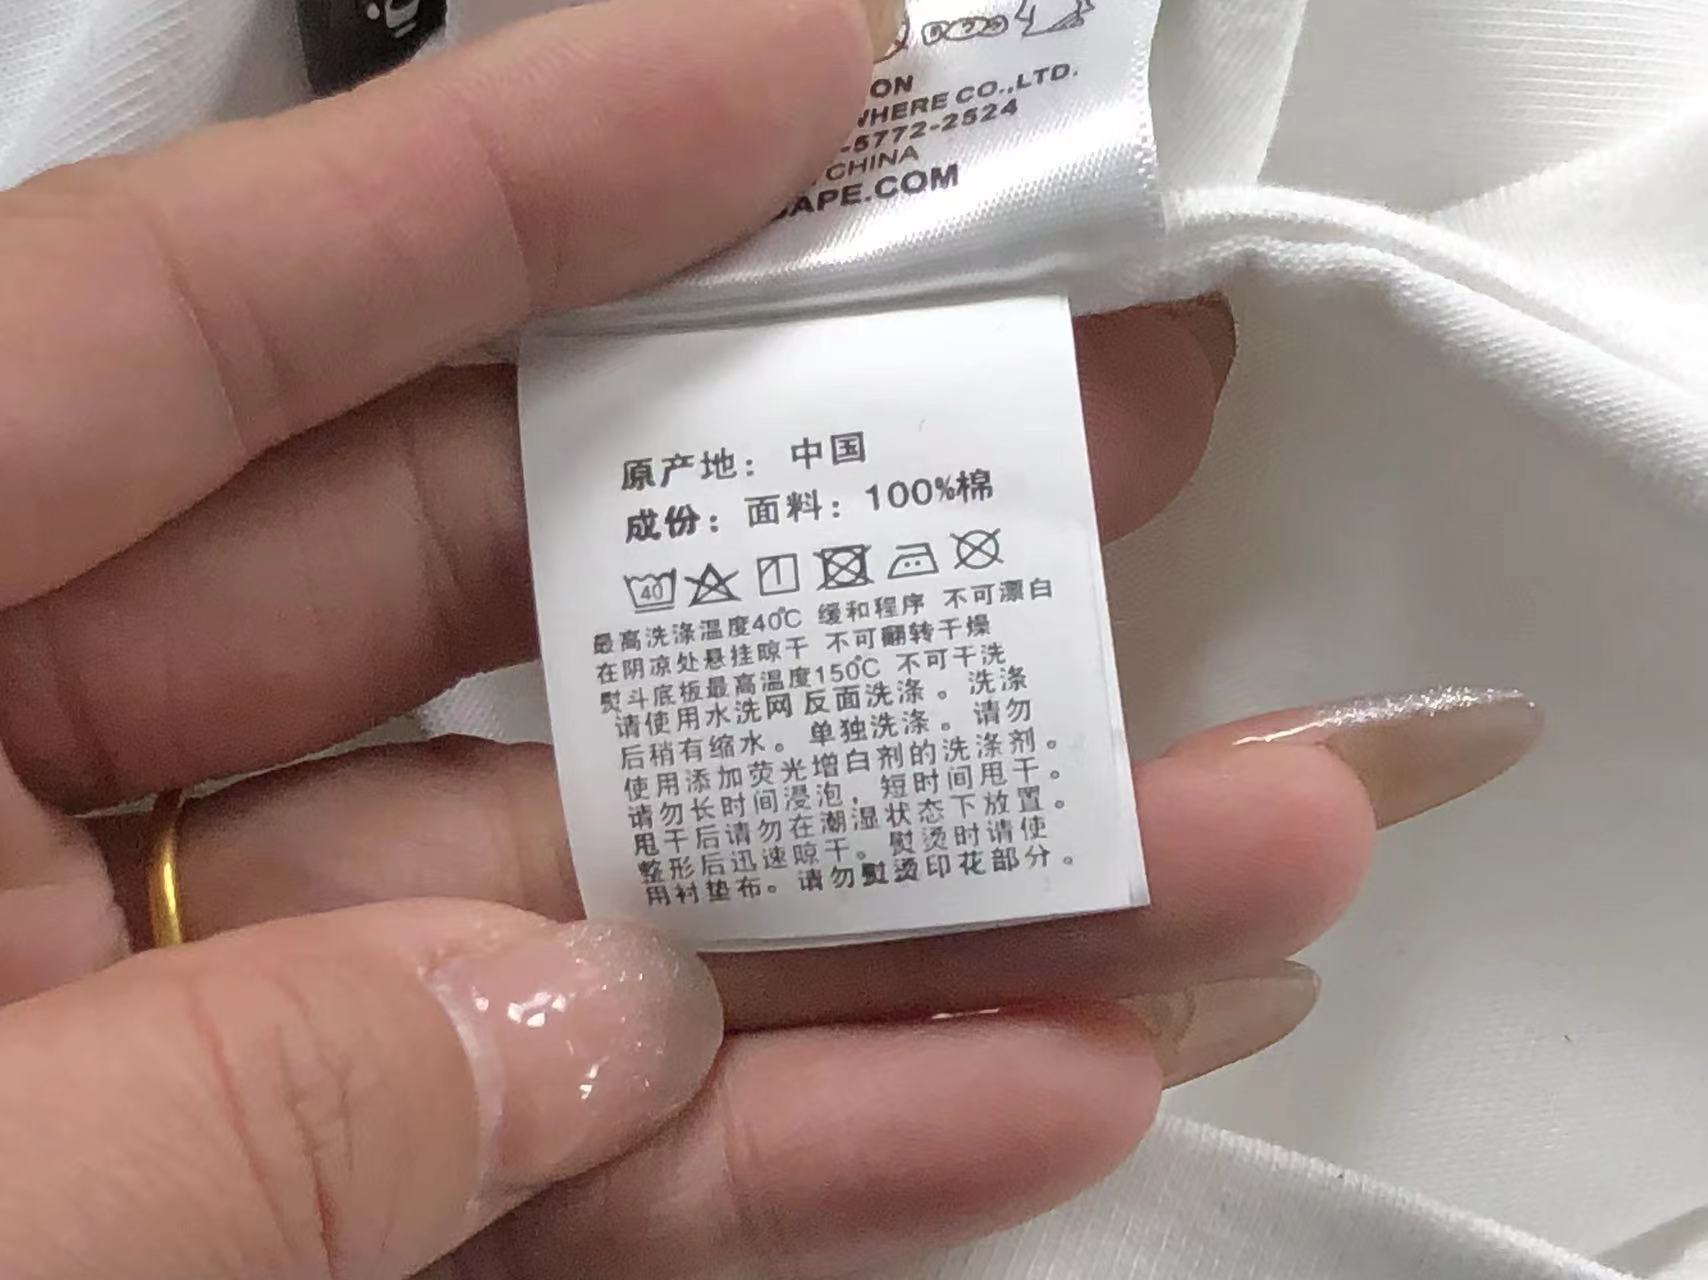 ON
WHERE CO.,LTD.
-5772-2524
CHINA
APE.COM
原产地：中国
成份：面料：100%棉
40
最高洗涤温度40℃ 缓和程序 不可漂白
在阴凉处悬挂晾干 不可翻转干燥
熨斗底板最高温度150℃ 不可干洗
请使用水洗网反面洗涤。洗涤
后稍有缩水。单独洗涤。请勿
使用添加荧光增白剂的洗涤剂。
请勿长时间浸泡，短时间甩干。
甩干后请勿在潮湿状态下放置。
整形后迅速晾干。熨烫时请使
用衬垫布。请勿熨烫印花部分。